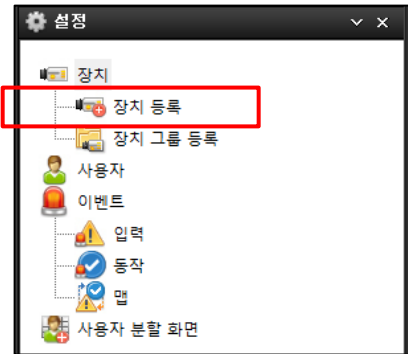 설정
장치
장치 등록
장치 그룹 등록
사용자
이벤트
입력
동작
맵
사용자 분할 화면